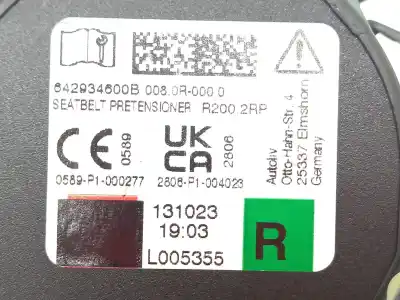 642934600B 008.0R-000.0
SEATBELT PRETENSIONER R200.2RP
CE 0589
UK CA 2806
0589-P1-000277 2806-P1-004023
Autoliv
Otto-Hahn-Str. 4
25337 Elmshorn
Germany
131023
19:03
L005355
R